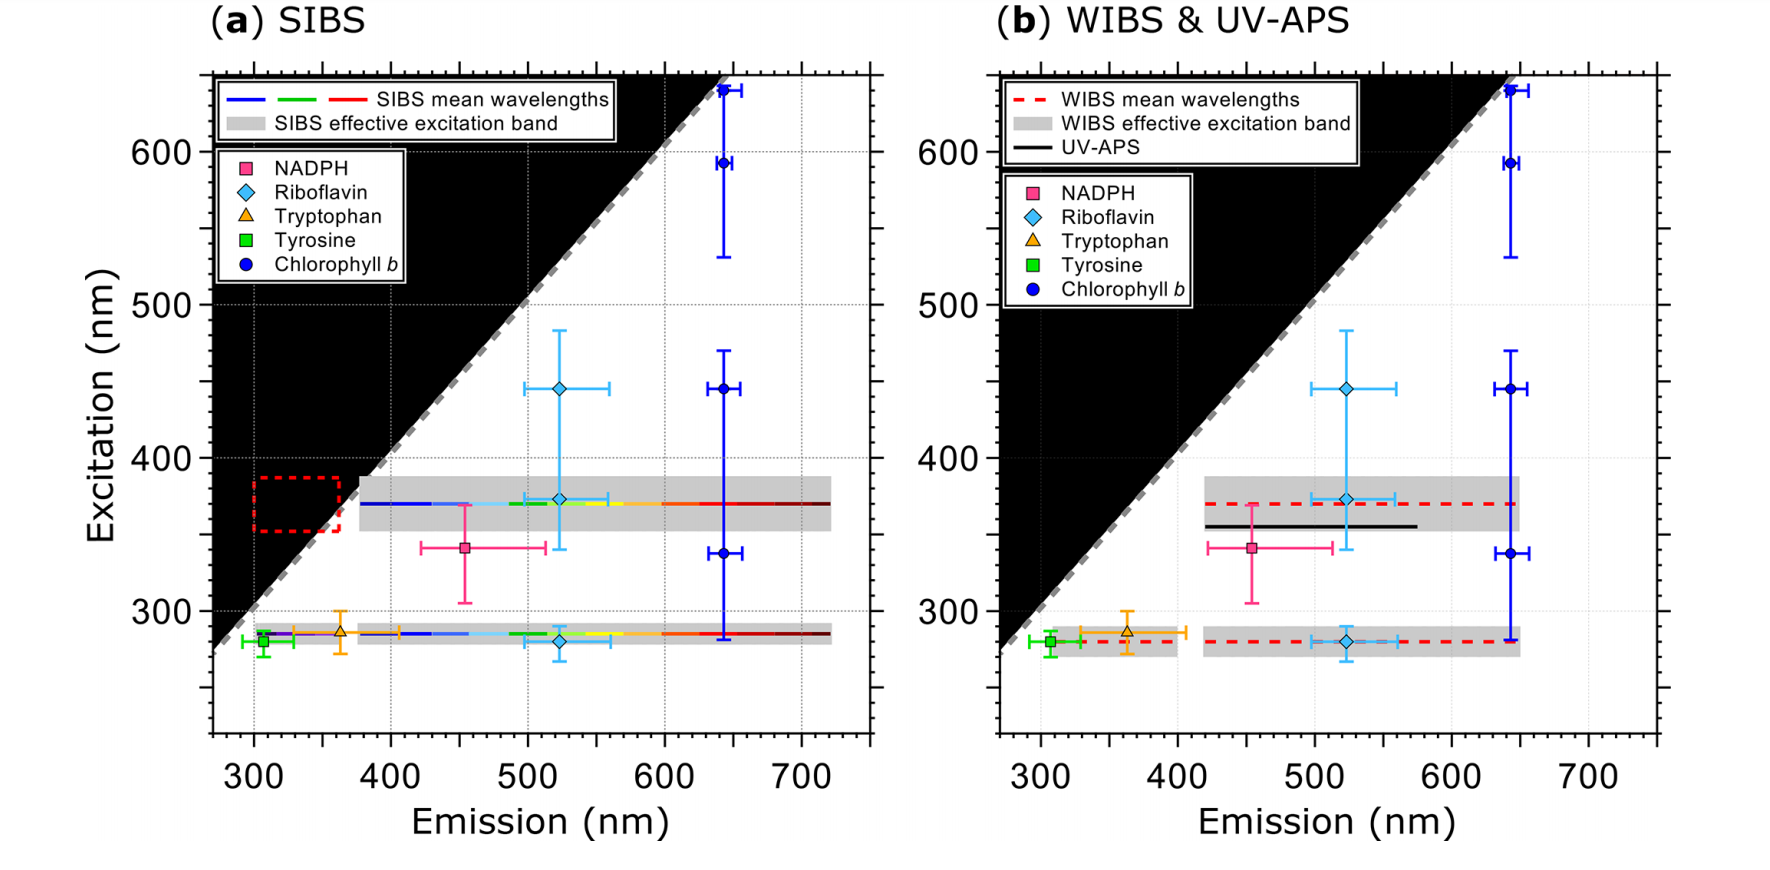 (a) SIBS
SIBS mean wavelengths
SIBS effective excitation band
NADPH
Riboflavin
Tryptophan
Tyrosine
Chlorophyll b
600
500
400
300
Excitation (nm)
300 400 500 600 700
Emission (nm)
(b) WIBS & UV-APS
WIBS mean wavelengths
WIBS effective excitation band
UV-APS
NADPH
Riboflavin
Tryptophan
Tyrosine
Chlorophyll b
600
500
400
300
300 400 500 600 700
Emission (nm)